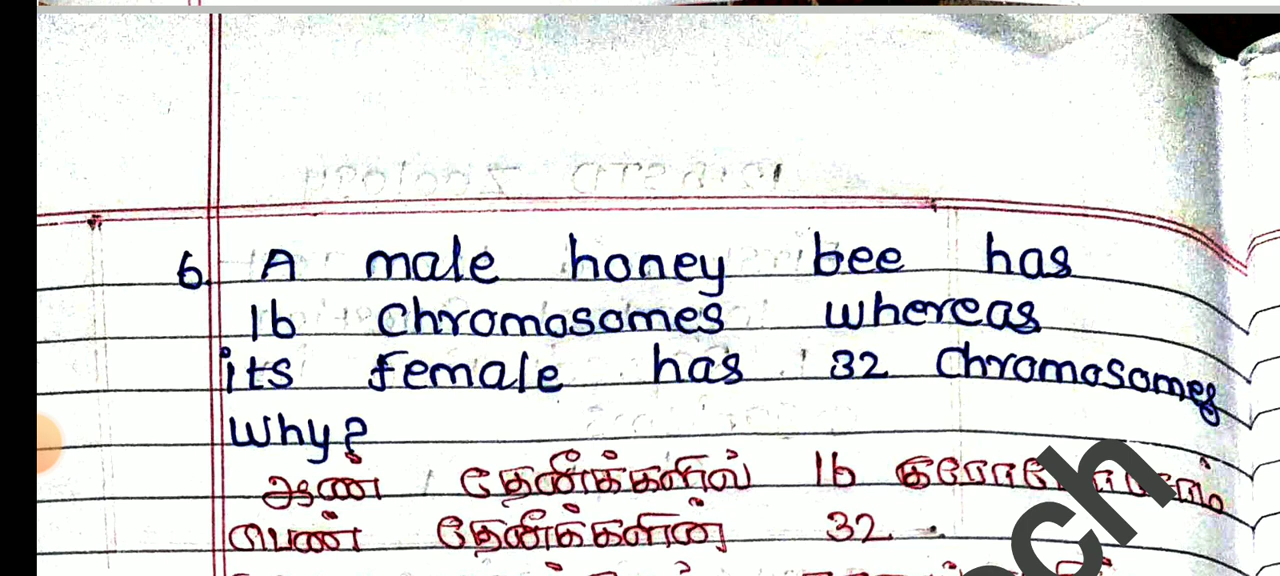 6. A male honey bee has
16 Chromosomes whereas
its female has 32 Chromosomes
Why?
ஆண் தேனீக்களில் 16
பெண் தேனீக்களின் 32
ch